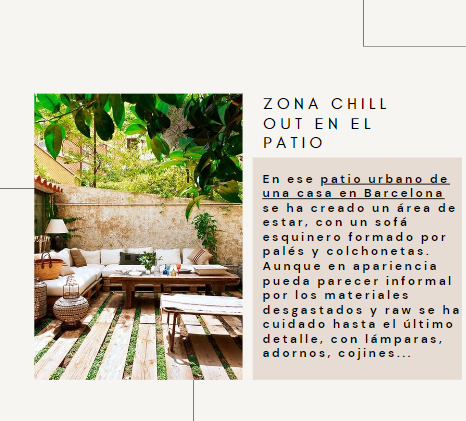 ZONA CHILL
OUT EN EL
PATIO
En ese patio urbano de
una casa en Barcelona
se ha creado un área de
estar, con un sofá
esquinero formado por
palés y colchonetas.
Aunque en apariencia
pueda parecer informal
por los materiales
desgastados y raw se ha
cuidado hasta el último
detalle, con lámparas,
adornos, cojines...